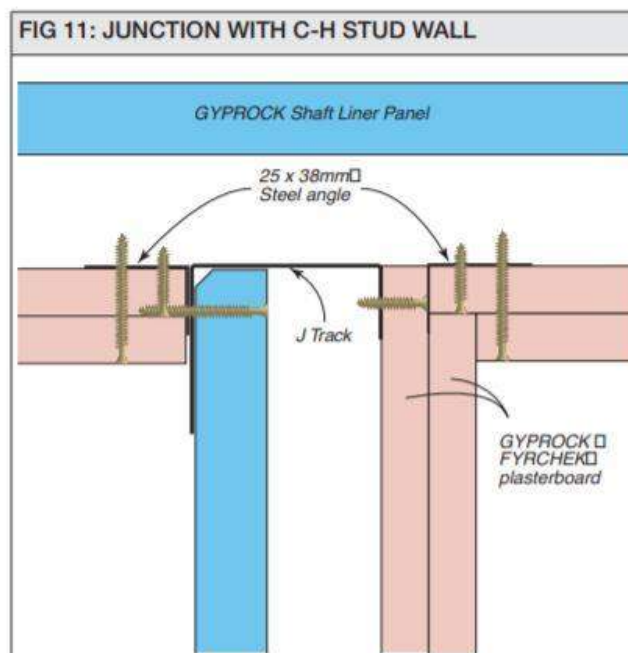 FIG 11: JUNCTION WITH C-H STUD WALL
GYPROCK Shaft Liner Panel
25 x 38mm□
Steel angle
J Track
GYPROCK □
FYRCHEK□
plasterboard